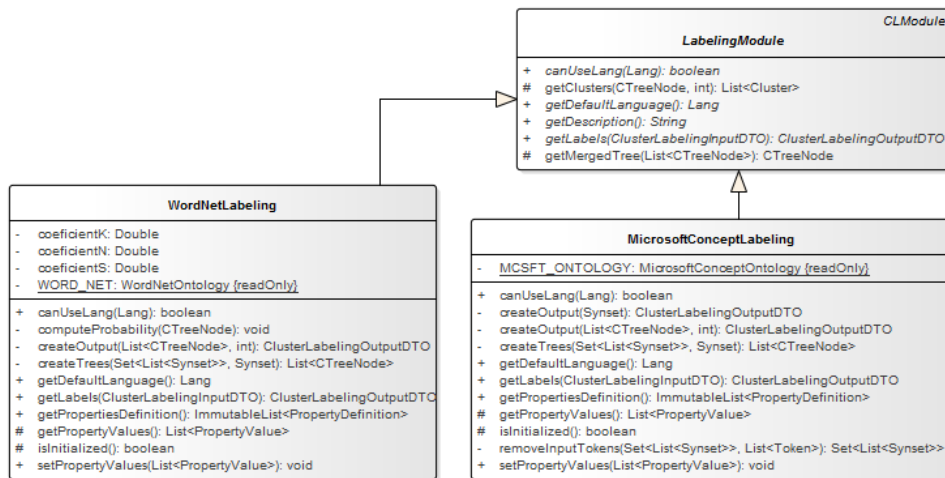 CLModule
LabelingModule
+ canUseLang(Lang): boolean
# getClusters(CTreeNode, int): List<Cluster>
+ getDefaultLanguage(): Lang
+ getDescription(): String
+ getLabels(ClusterLabelingInputDTO): ClusterLabelingOutputDTO
# getMergedTree(List<CTreeNode>): CTreeNode
WordNetLabeling
- coeficientK: Double
- coeficientN: Double
- coeficientS: Double
- WORD_NET: WordNetOntology {readOnly}
+ canUseLang(Lang): boolean
- computeProbability(CTreeNode): void
- createOutput(List<CTreeNode>, int): ClusterLabelingOutputDTO
- createTrees(Set<List<Synset>>, Synset): List<CTreeNode>
+ getDefaultLanguage(): Lang
+ getLabels(ClusterLabelingInputDTO): ClusterLabelingOutputDTO
+ getPropertiesDefinition(): ImmutableList<PropertyDefinition>
# getPropertyValues(): List<PropertyValue>
# isInitialized(): boolean
+ setPropertyValues(List<PropertyValue>): void
MicrosoftConceptLabeling
- MCSFT_ONTOLOGY: MicrosoftConceptOntology {readOnly}
+ canUseLang(Lang): boolean
- createOutput(Synset): ClusterLabelingOutputDTO
- createOutput(List<CTreeNode>, int): ClusterLabelingOutputDTO
- createTrees(Set<List<Synset>>, Synset): List<CTreeNode>
+ getDefaultLanguage(): Lang
+ getLabels(ClusterLabelingInputDTO): ClusterLabelingOutputDTO
+ getPropertiesDefinition(): ImmutableList<PropertyDefinition>
# getPropertyValues(): List<PropertyValue>
# isInitialized(): boolean
- removeInputTokens(Set<List<Synset>>, List<Token>): Set<List<Synset>>
+ setPropertyValues(List<PropertyValue>): void